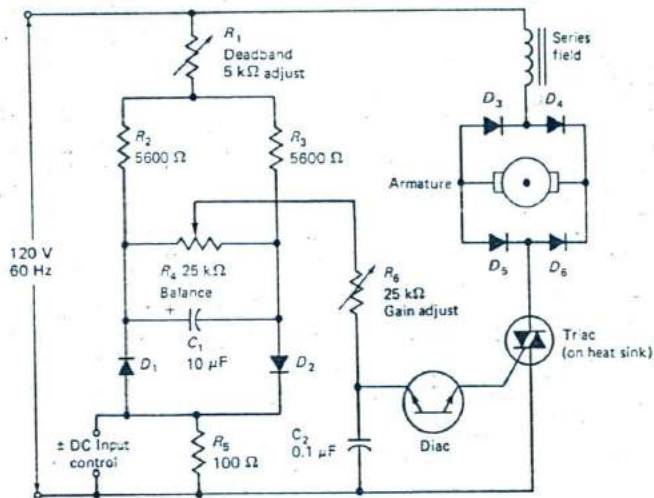 R₁
Deadband
5 kΩ adjust
Series
field
D₃
D₄
R₂
5600 Ω
R₃
5600 Ω
Armature
120 V
60 Hz
R₄ 25 kΩ
Balance
R₆
25 kΩ
Gain adjust
D₅
D₆
+
C₁
10 μF
D₁
D₂
Triac
(on heat sink)
± DC Input
control
R₅
100 Ω
C₂
0.1 μF
Diac